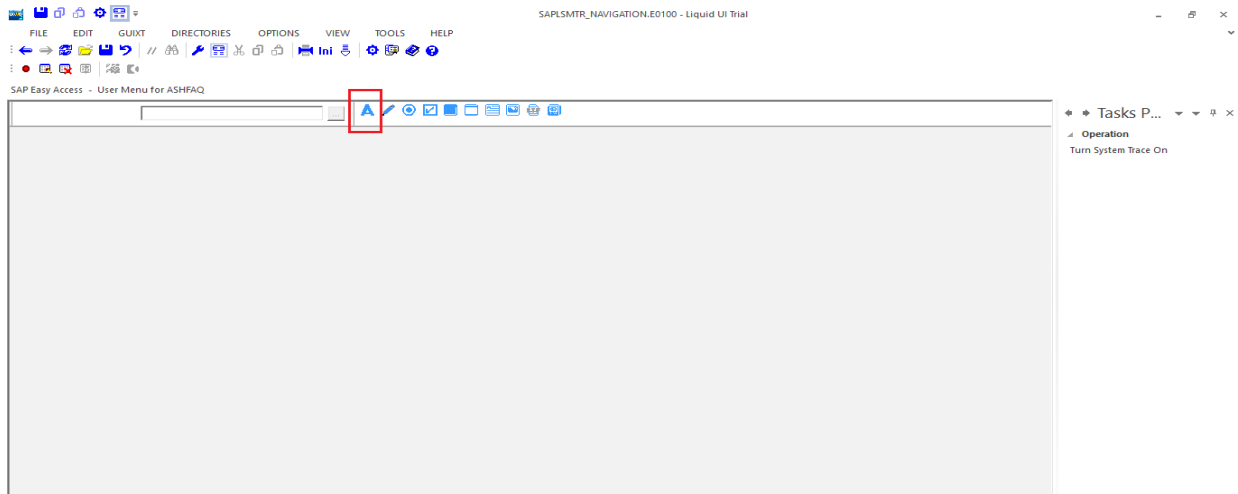 SAPLSMTR_NAVIGATION.E0100 - Liquid UI Trial
FILE EDIT GUIXT DIRECTORIES OPTIONS VIEW TOOLS HELP
Ini
SAP Easy Access - User Menu for ASHFAQ
A
Tasks P...
Operation
Turn System Trace On